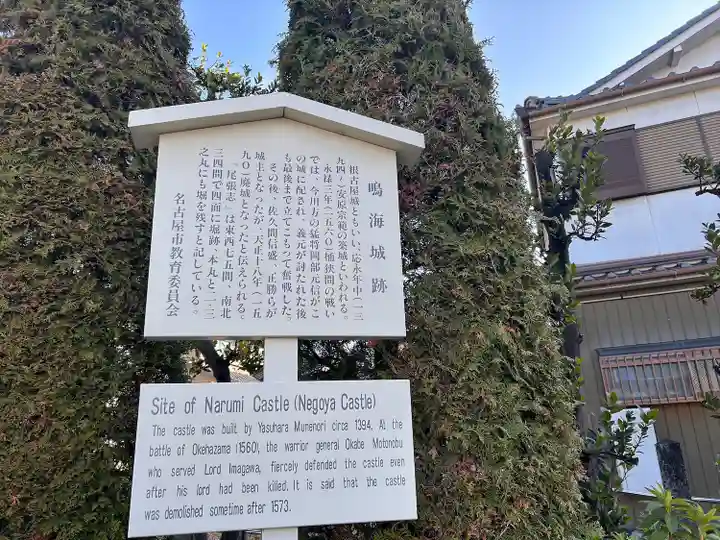 鳴海城跡
根古屋城ともいい、応永年中(一三
九四〜)安原宗範の築城といわれる。
永禄三年(一五六〇)桶狭間の戦い
では、今川方の猛将岡部元信がこ
の城に配され、義元が討たれた後
も最後まで立てこもって奮戦した。
その後、佐久間信盛、正勝らが
城主となったが、天正十八年(一五
九〇)廃城となったと伝えられる。
『尾張志』は東西七五間、南北
三四間で四面に堀跡・本丸と二・三
之丸にも堀を残すと記している。
名古屋市教育委員会
Site of Narumi Castle (Negoya Castle)
The castle was built by Yasuhara Munenori circa 1394. At the
battle of Okehazama (1560), the warrior general Okabe Motonobu
who served Lord Imagawa, fiercely defended the castle even
after his lord had been killed. It is said that the castle
was demolished sometime after 1573.